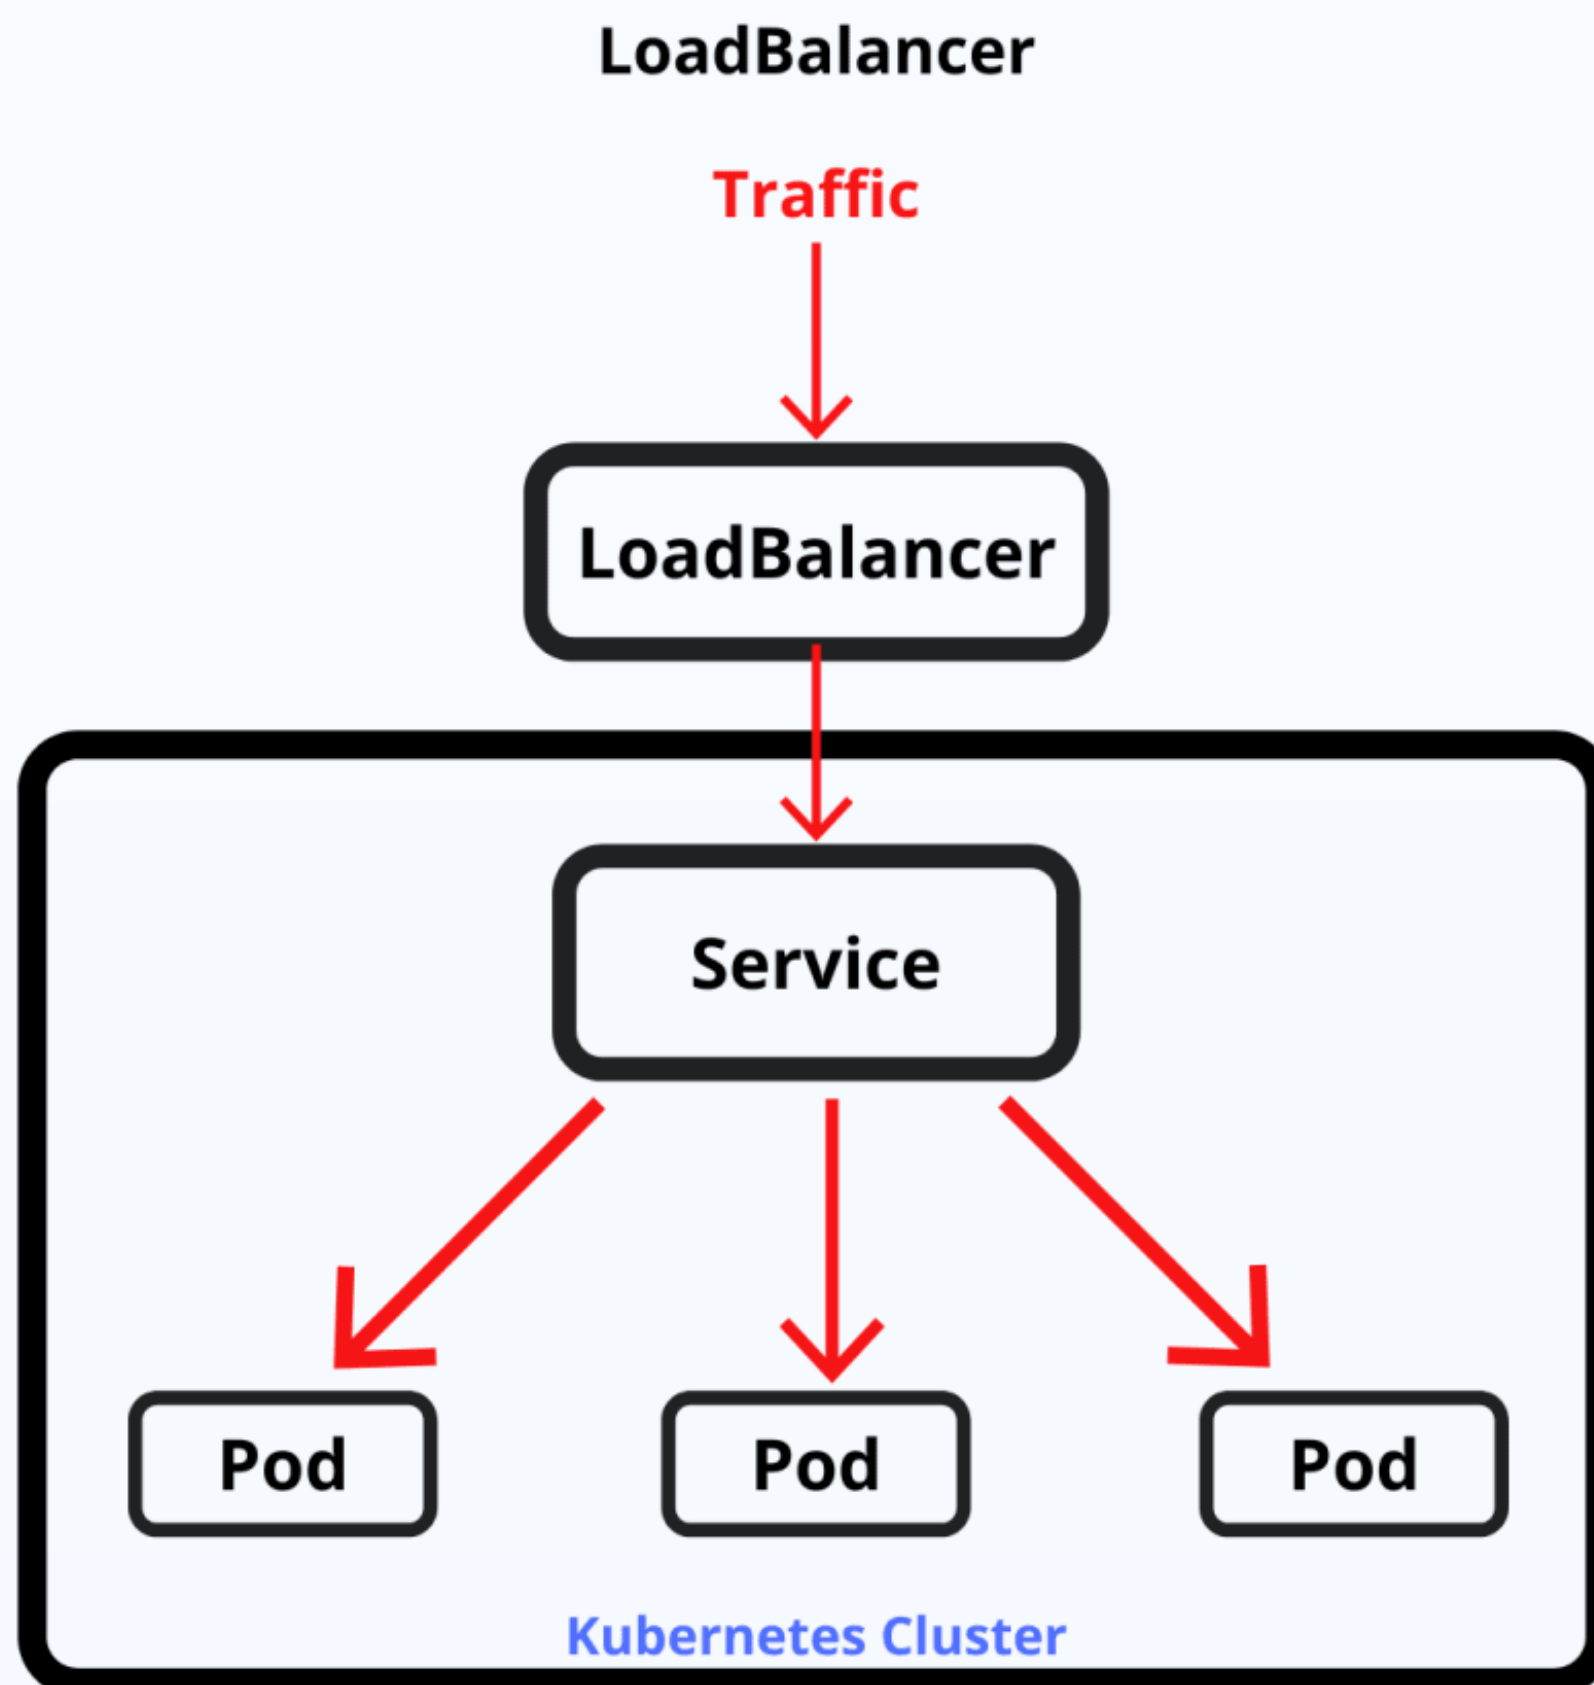 LoadBalancer
Traffic
LoadBalancer
Service
Pod
Pod
Pod
Kubernetes Cluster